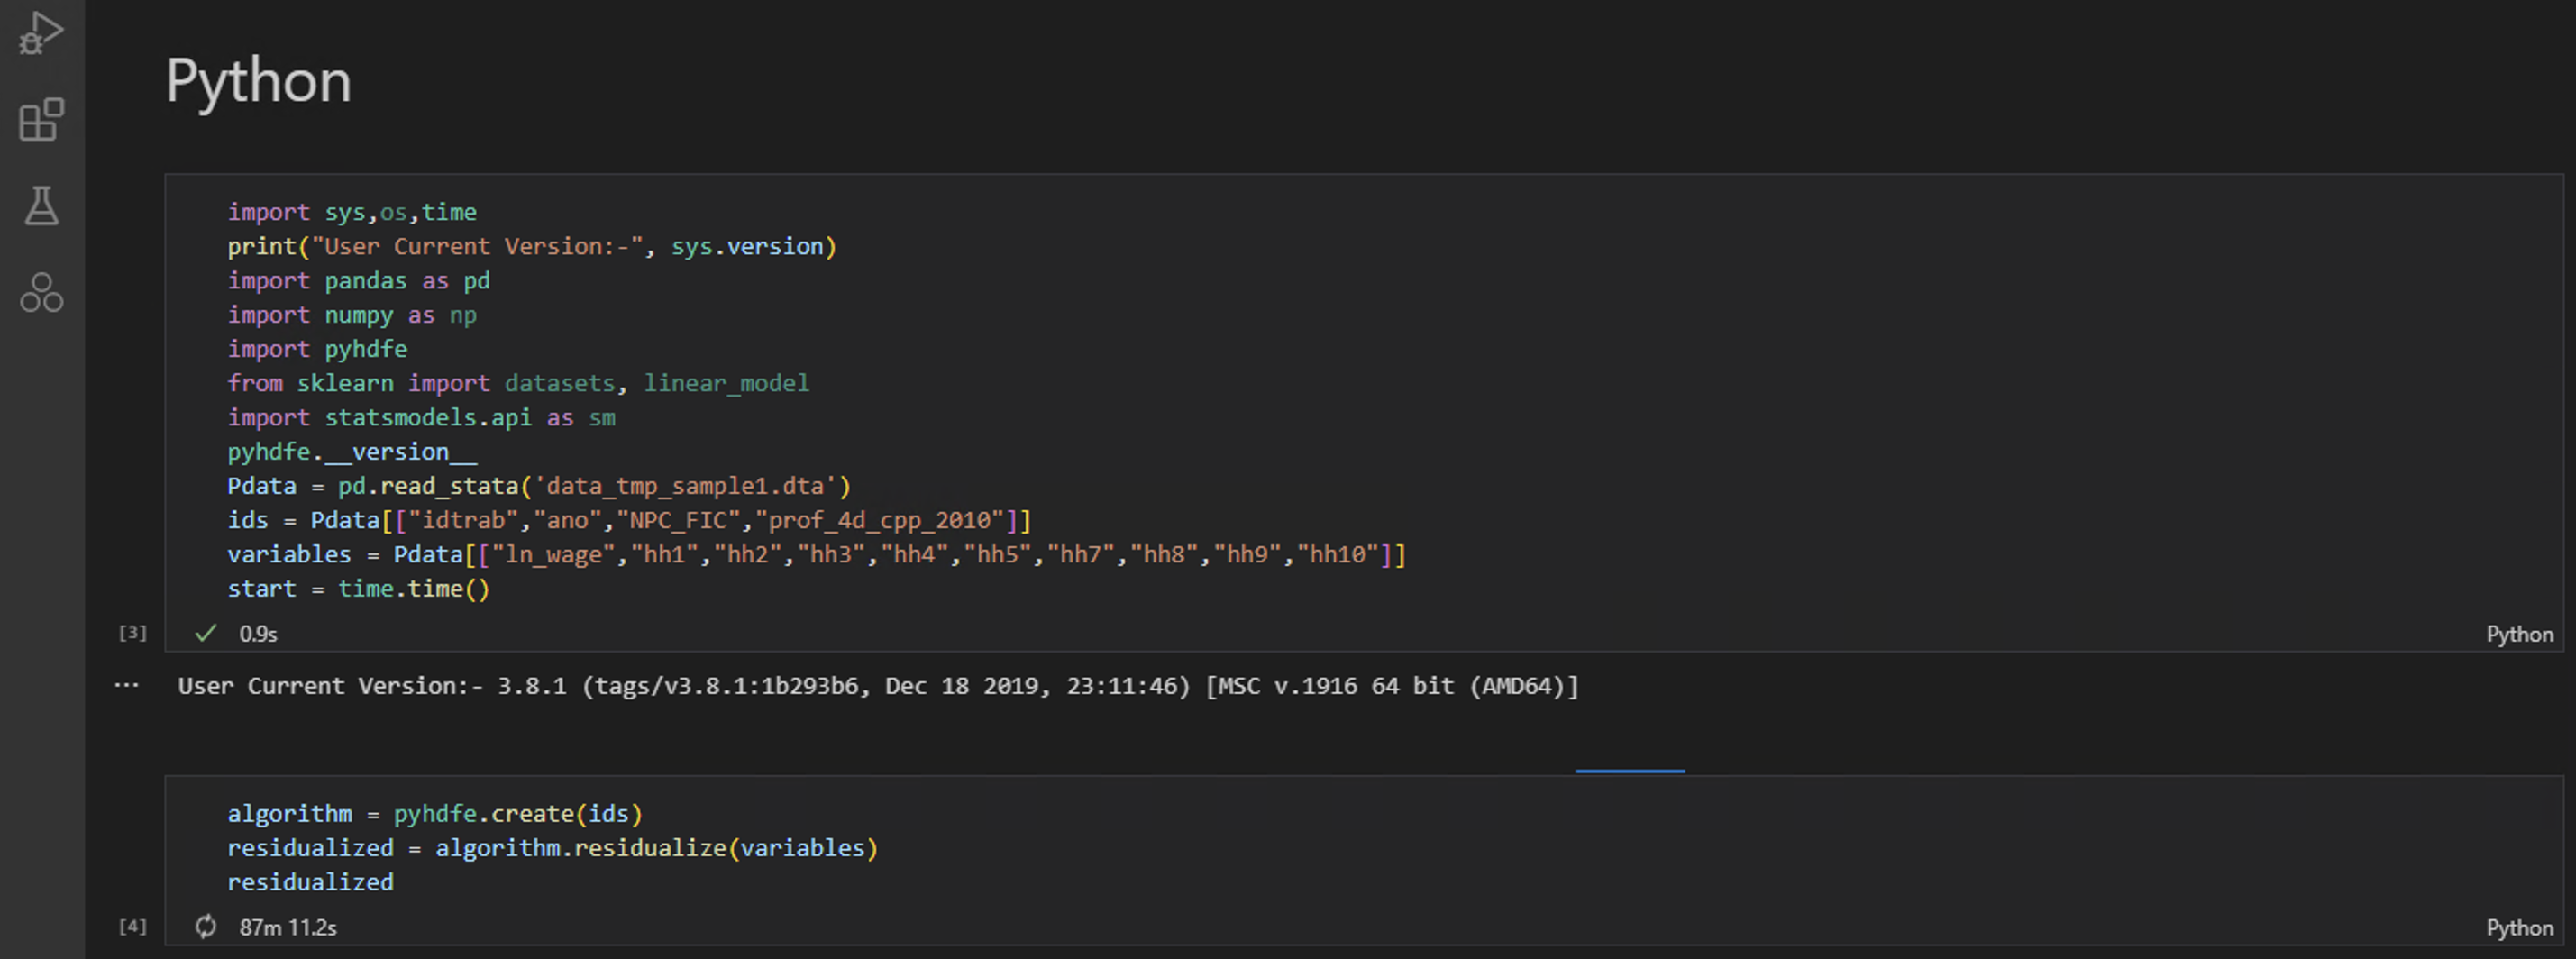 Python
import sys,os,time
print("User Current Version:-", sys.version)
import pandas as pd
import numpy as np
import pyhdfe
from sklearn import datasets, linear_model
import statsmodels.api as sm
pyhdfe.__version__
Pdata = pd.read_stata('data_tmp_sample1.dta')
ids = Pdata[["idtrab","ano","NPC_FIC","prof_4d_cpp_2010"]]
variables = Pdata[["ln_wage","hh1","hh2","hh3","hh4","hh5","hh7","hh8","hh9","hh10"]]
start = time.time()
[3] 0.9s Python
User Current Version:- 3.8.1 (tags/v3.8.1:1b293b6, Dec 18 2019, 23:11:46) [MSC v.1916 64 bit (AMD64)]
algorithm = pyhdfe.create(ids)
residualized = algorithm.residualize(variables)
residualized
[4] 87m 11.2s Python